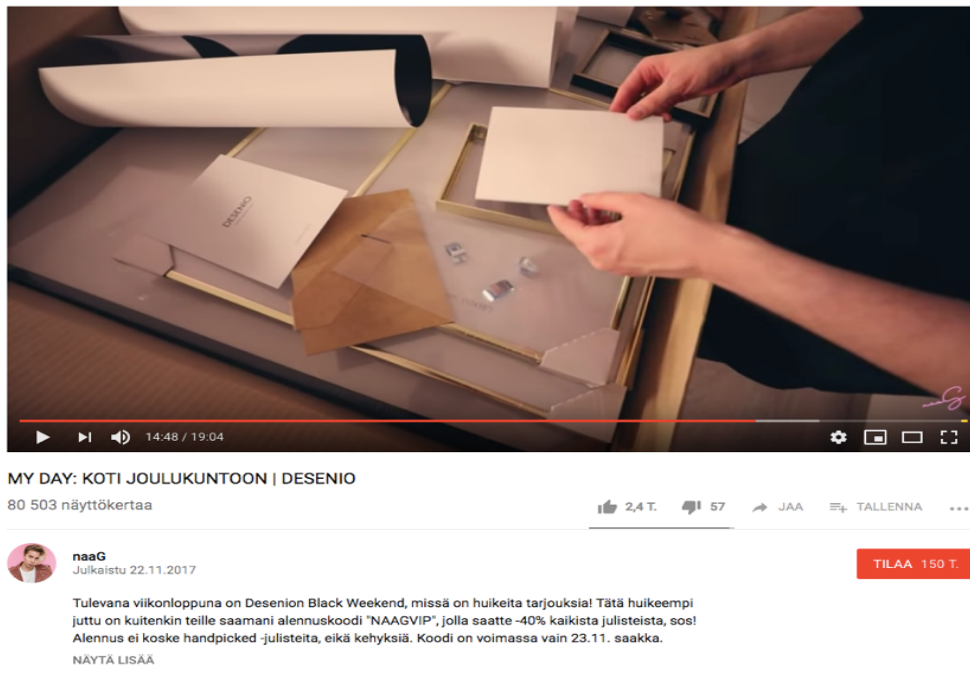 DESENIO
naaG
14:48 / 19:04
MY DAY: KOTI JOULUKUNTOON | DESENIO
80 503 näyttökertaa
2,4 T. 57 JAA TALLENNA
naaG
Julkaistu 22.11.2017
TILAA 150 T.
Tulevana viikonloppuna on Desenion Black Weekend, missä on huikeita tarjouksia! Tätä huikeempi
juttu on kuitenkin teille saamani alennuskoodi "NAAGVIP", jolla saatte -40% kaikista julisteista, sos!
Alennus ei koske handpicked -julisteita, eikä kehyksiä. Koodi on voimassa vain 23.11. saakka.
NÄYTÄ LISÄÄ